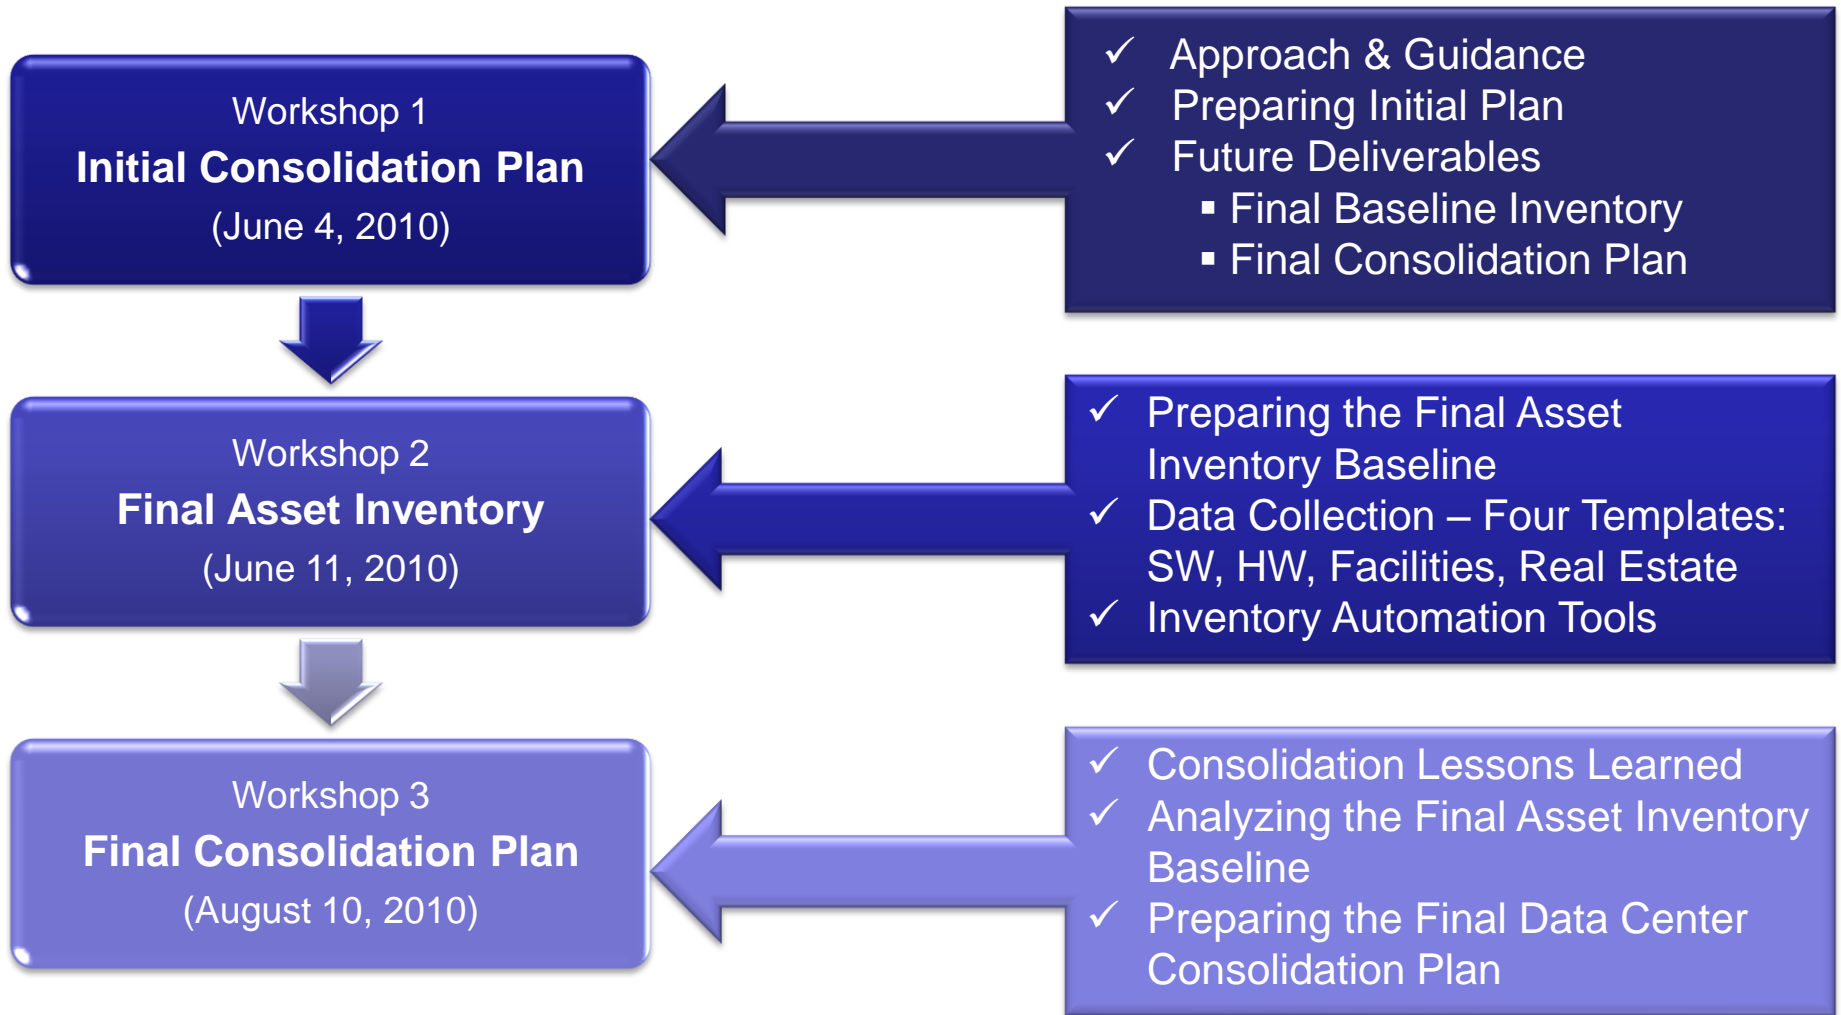 Workshop 1
Initial Consolidation Plan
(June 4, 2010)
✓ Approach & Guidance
✓ Preparing Initial Plan
✓ Future Deliverables
▪ Final Baseline Inventory
▪ Final Consolidation Plan
Workshop 2
Final Asset Inventory
(June 11, 2010)
✓ Preparing the Final Asset
Inventory Baseline
✓ Data Collection – Four Templates:
SW, HW, Facilities, Real Estate
✓ Inventory Automation Tools
Workshop 3
Final Consolidation Plan
(August 10, 2010)
✓ Consolidation Lessons Learned
✓ Analyzing the Final Asset Inventory
Baseline
✓ Preparing the Final Data Center
Consolidation Plan